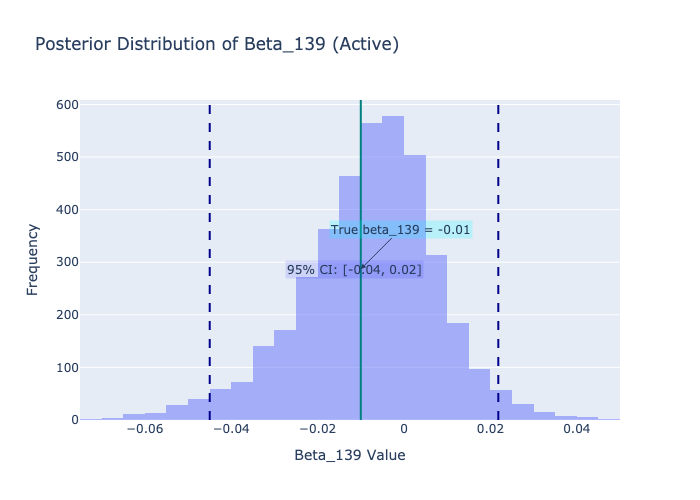 Posterior Distribution of Beta_139 (Active)
600
500
400
300
200
100
0
Frequency
True beta_139 = -0.01
95% CI: [-0.04, 0.02]
−0.06
−0.04
−0.02
0
0.02
0.04
Beta_139 Value